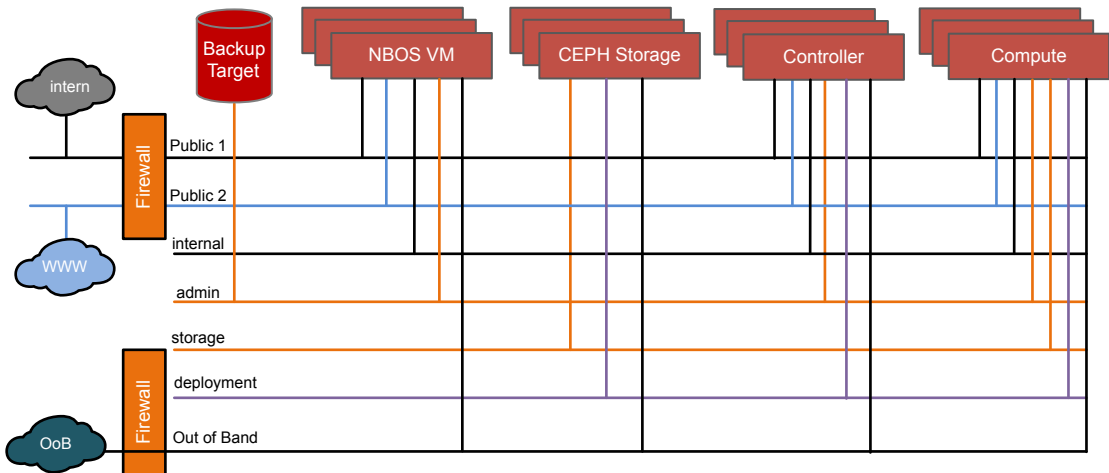 Backup
Target
NBOS VM
CEPH Storage
Controller
Compute
intern
Firewall
Public 1
Public 2
WWW
internal
admin
storage
deployment
Firewall
OoB
Out of Band